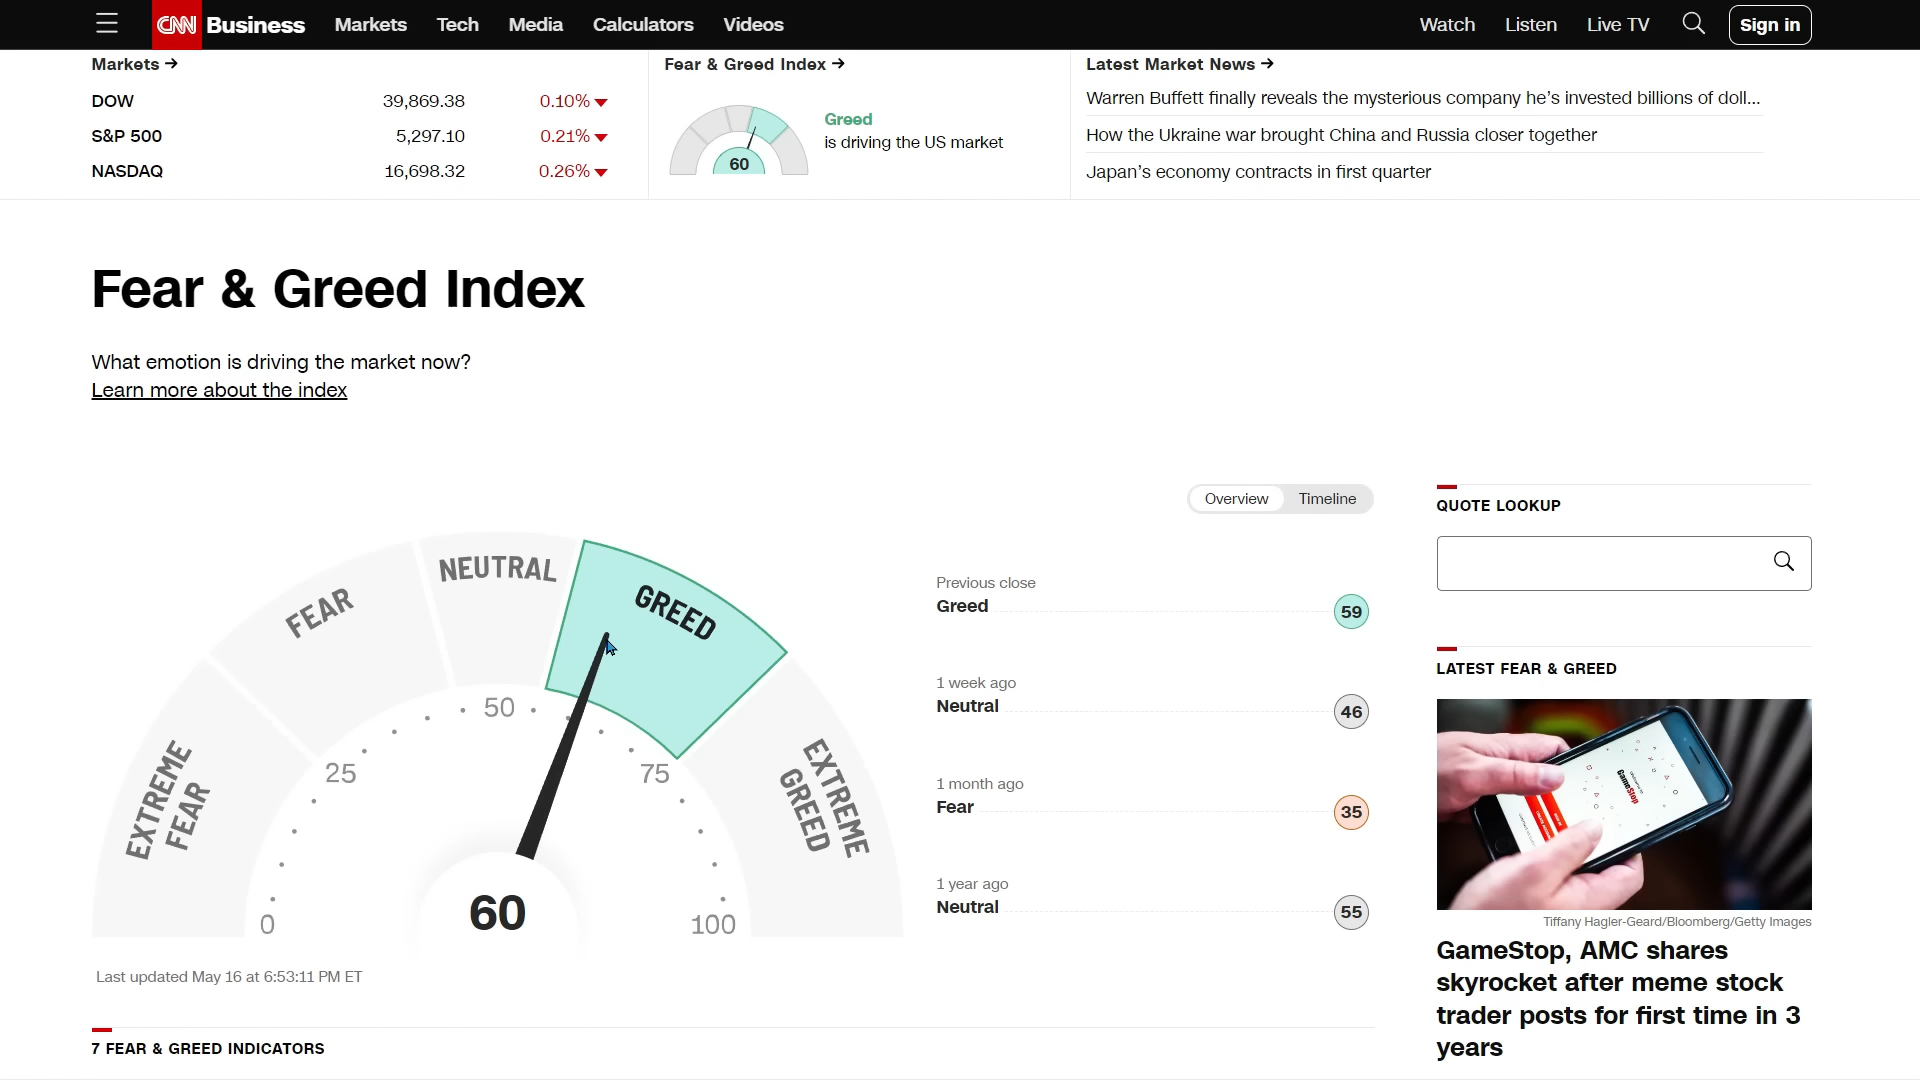 CNN Business
Markets
Tech
Media
Calculators
Videos
Watch
Listen
Live TV
Sign in
Markets →
DOW 39,869.38 0.10%
S&P 500 5,297.10 0.21%
NASDAQ 16,698.32 0.26%
Fear & Greed Index →
60
Greed
is driving the US market
Latest Market News →
Warren Buffett finally reveals the mysterious company he's invested billions of doll...
How the Ukraine war brought China and Russia closer together
Japan's economy contracts in first quarter
Fear & Greed Index
What emotion is driving the market now?
Learn more about the index
Overview
Timeline
EXTREME
FEAR
FEAR
NEUTRAL
GREED
EXTREME
GREED
0
25
50
75
100
60
Last updated May 16 at 6:53:11 PM ET
Previous close
Greed 59
1 week ago
Neutral 46
1 month ago
Fear 35
1 year ago
Neutral 55
7 FEAR & GREED INDICATORS
QUOTE LOOKUP
LATEST FEAR & GREED
GameStop
Tiffany Hagler-Geard/Bloomberg/Getty Images
GameStop, AMC shares
skyrocket after meme stock
trader posts for first time in 3
years